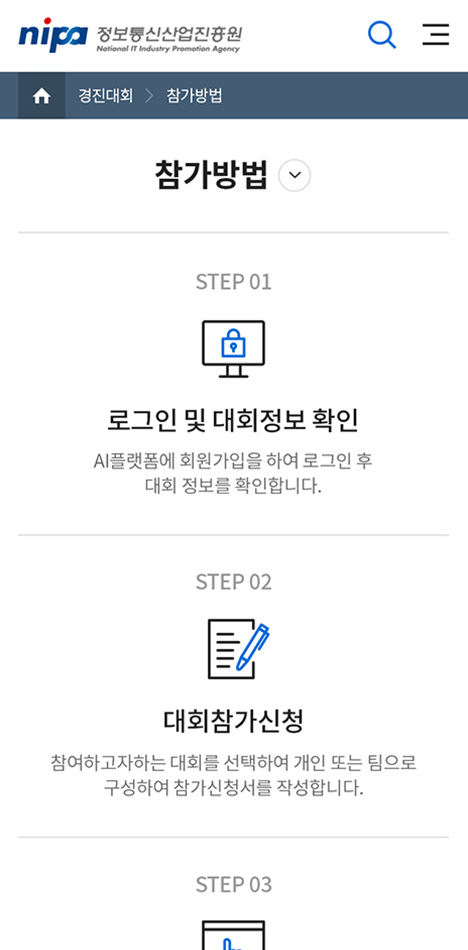 nipa 정보통신산업진흥원
National IT Industry Promotion Agency
경진대회 > 참가방법
참가방법
STEP 01
로그인 및 대회정보 확인
AI플랫폼에 회원가입을 하여 로그인 후
대회 정보를 확인합니다.
STEP 02
대회참가신청
참여하고자하는 대회를 선택하여 개인 또는 팀으로
구성하여 참가신청서를 작성합니다.
STEP 03